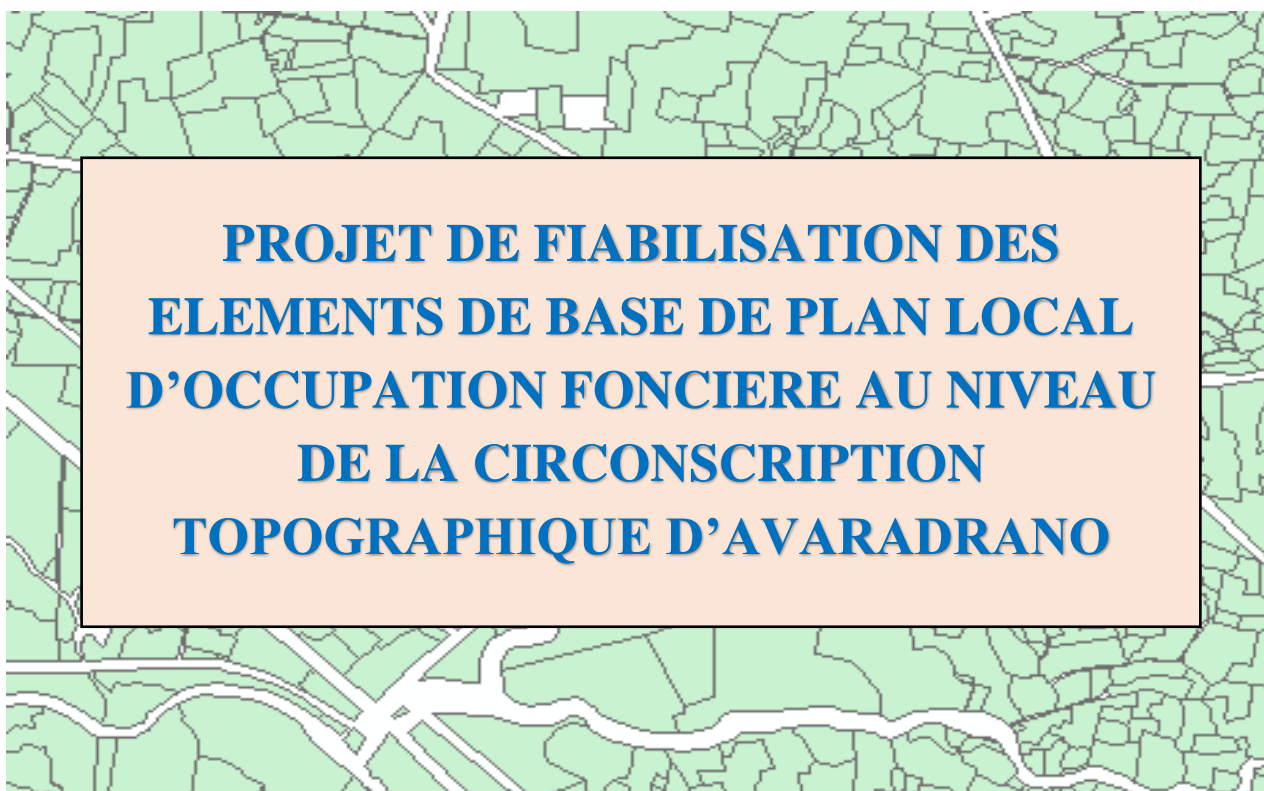 PROJET DE FIABILISATION DES
ELEMENTS DE BASE DE PLAN LOCAL
D’OCCUPATION FONCIERE AU NIVEAU
DE LA CIRCONSCRIPTION
TOPOGRAPHIQUE D’AVARADRANO